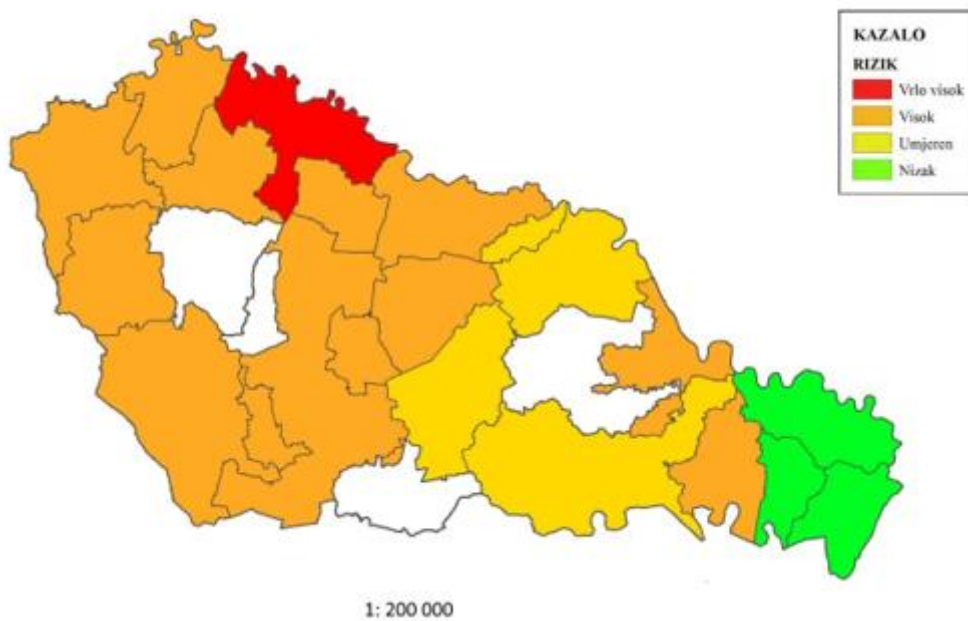 KAZALO
RIZIK
Vrlo visok
Visok
Umjeren
Nizak
1: 200 000